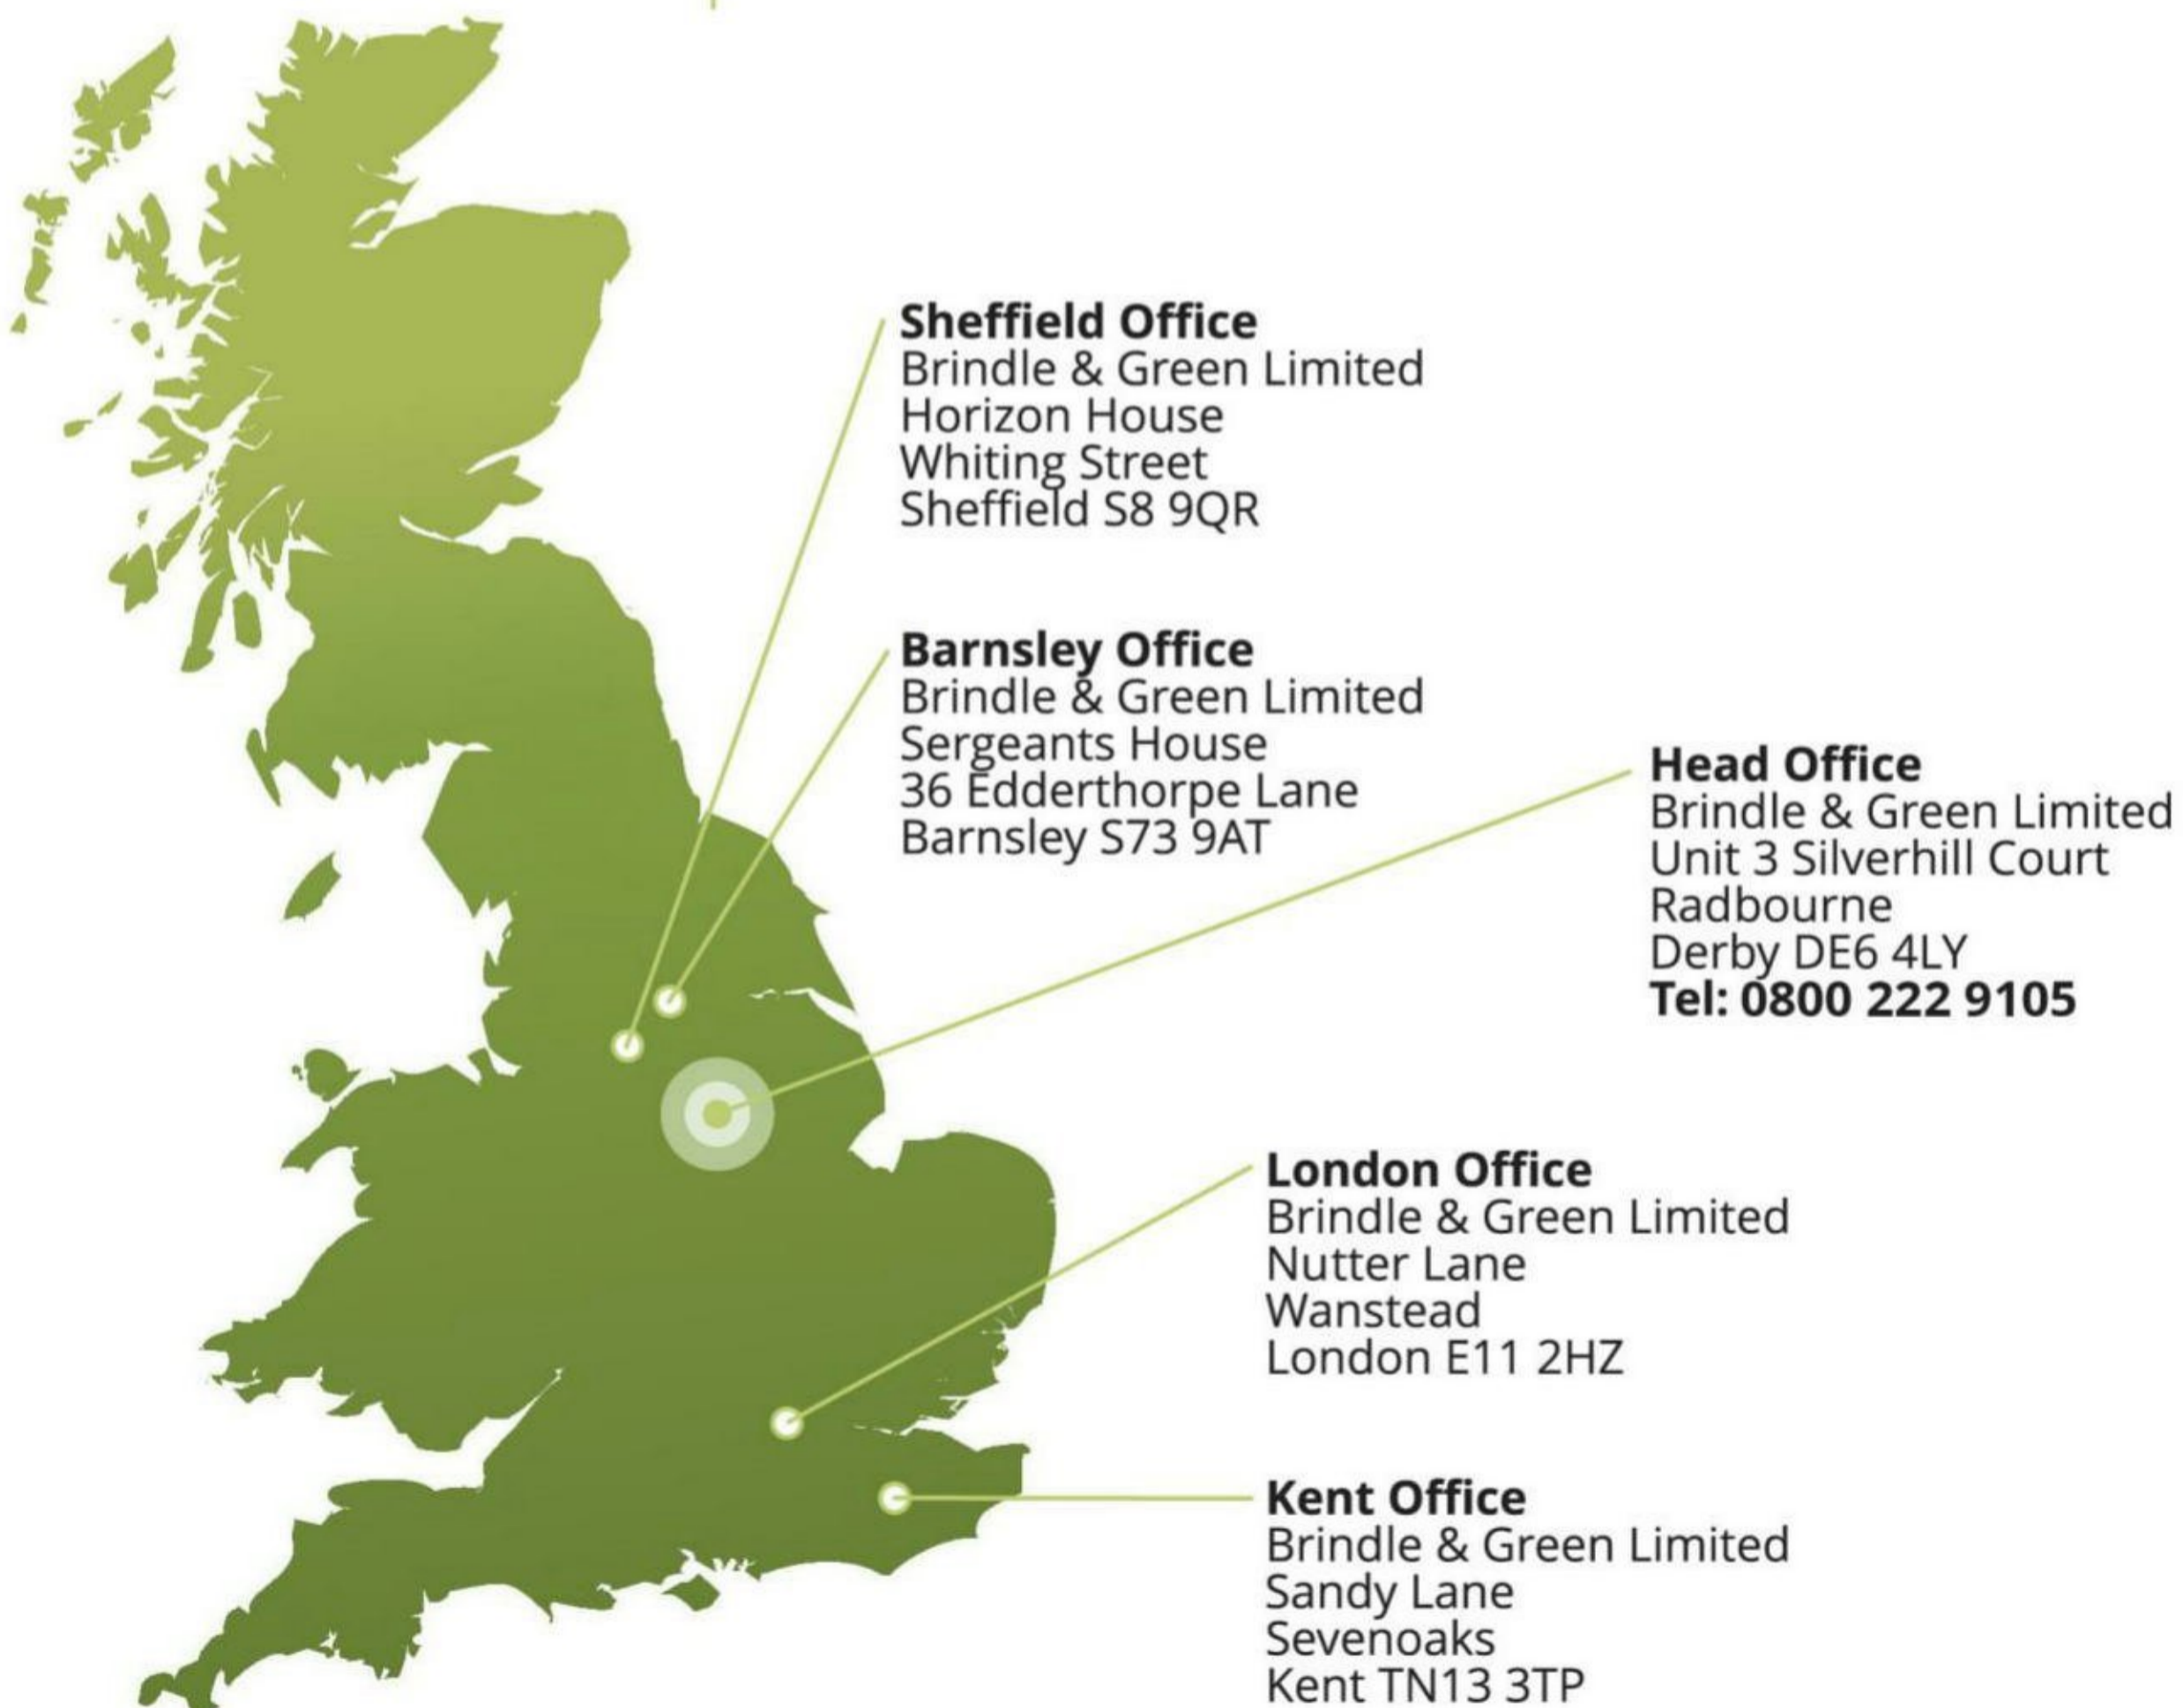 Sheffield Office
Brindle & Green Limited
Horizon House
Whiting Street
Sheffield S8 9QR
Barnsley Office
Brindle & Green Limited
Sergeants House
36 Edderthorpe Lane
Barnsley S73 9AT
Head Office
Brindle & Green Limited
Unit 3 Silverhill Court
Radbourne
Derby DE6 4LY
Tel: 0800 222 9105
London Office
Brindle & Green Limited
Nutter Lane
Wanstead
London E11 2HZ
Kent Office
Brindle & Green Limited
Sandy Lane
Sevenoaks
Kent TN13 3TP